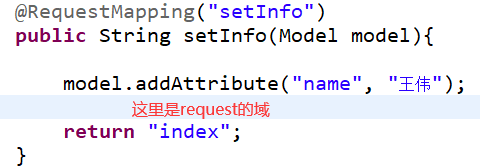 @RequestMapping("setInfo")
public String setInfo(Model model){
model.addAttribute("name", "王伟");
这里是request的域
return "index";
}